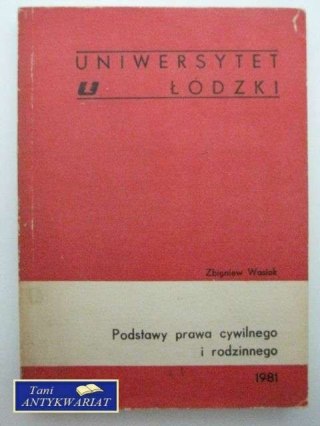 UNIWERSYTET
ŁÓDZKI
Zbigniew Wasiak
Podstawy prawa cywilnego
i rodzinnego
1981
Tani
ANTYKWARIAT